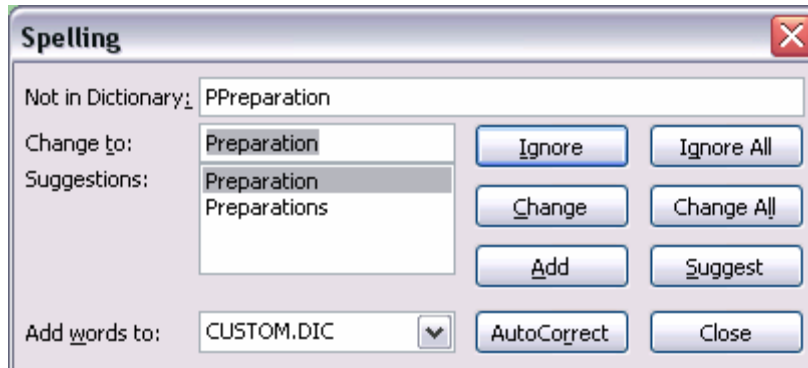 Spelling
Not in Dictionary: PPreparation
Change to: Preparation Ignore Ignore All
Suggestions: Preparation
Preparations Change Change All
Add Suggest
Add words to: CUSTOM.DIC AutoCorrect Close